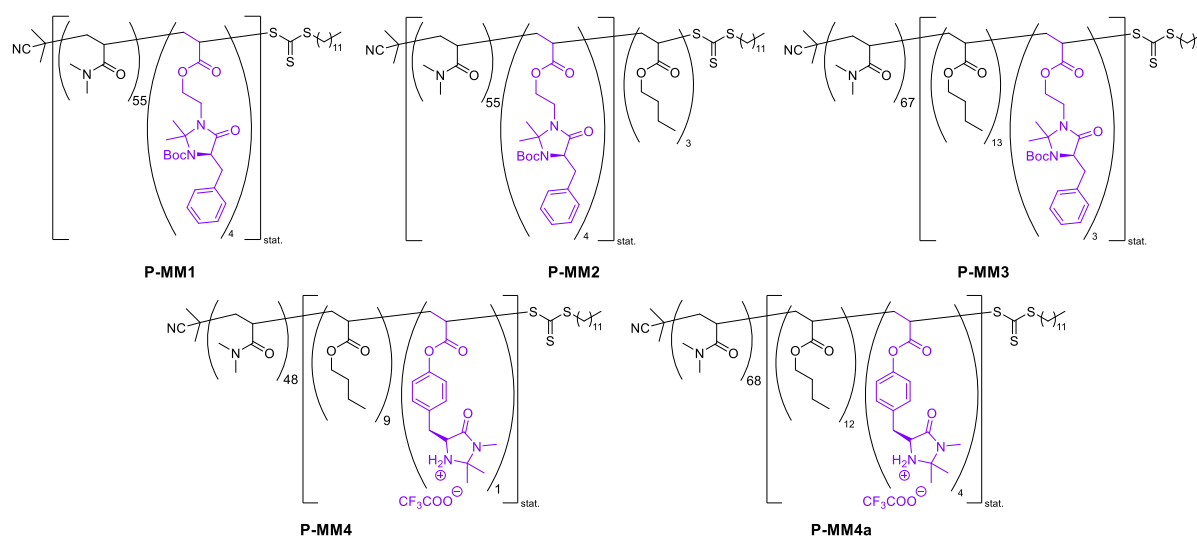 NC
S
S
11
S
N
O
O
O
55
N
O
BocN
4
stat.
P-MM1
NC
S
S
11
S
N
O
O
O
O
O
55
N
O
BocN
3
4
stat.
P-MM2
NC
S
S
S
N
O
O
O
O
O
67
N
O
BocN
13
3
stat.
P-MM3
NC
S
S
11
S
N
O
O
O
O
O
48
9
O
N
H2N
⊕
CF3COO⊖
1
stat.
P-MM4
NC
S
S
11
S
N
O
O
O
O
O
68
12
O
N
H2N
⊕
CF3COO⊖
4
stat.
P-MM4a